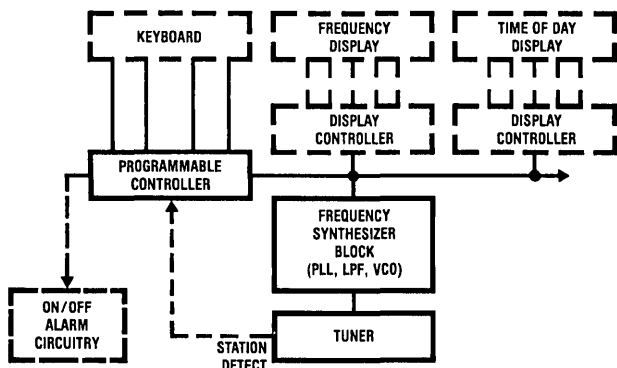 KEYBOARD
FREQUENCY
DISPLAY
TIME OF DAY
DISPLAY
DISPLAY
CONTROLLER
DISPLAY
CONTROLLER
PROGRAMMABLE
CONTROLLER
FREQUENCY
SYNTHESIZER
BLOCK
(PLL, LPF, VCO)
ON/OFF
ALARM
CIRCUITRY
STATION
DETECT
TUNER